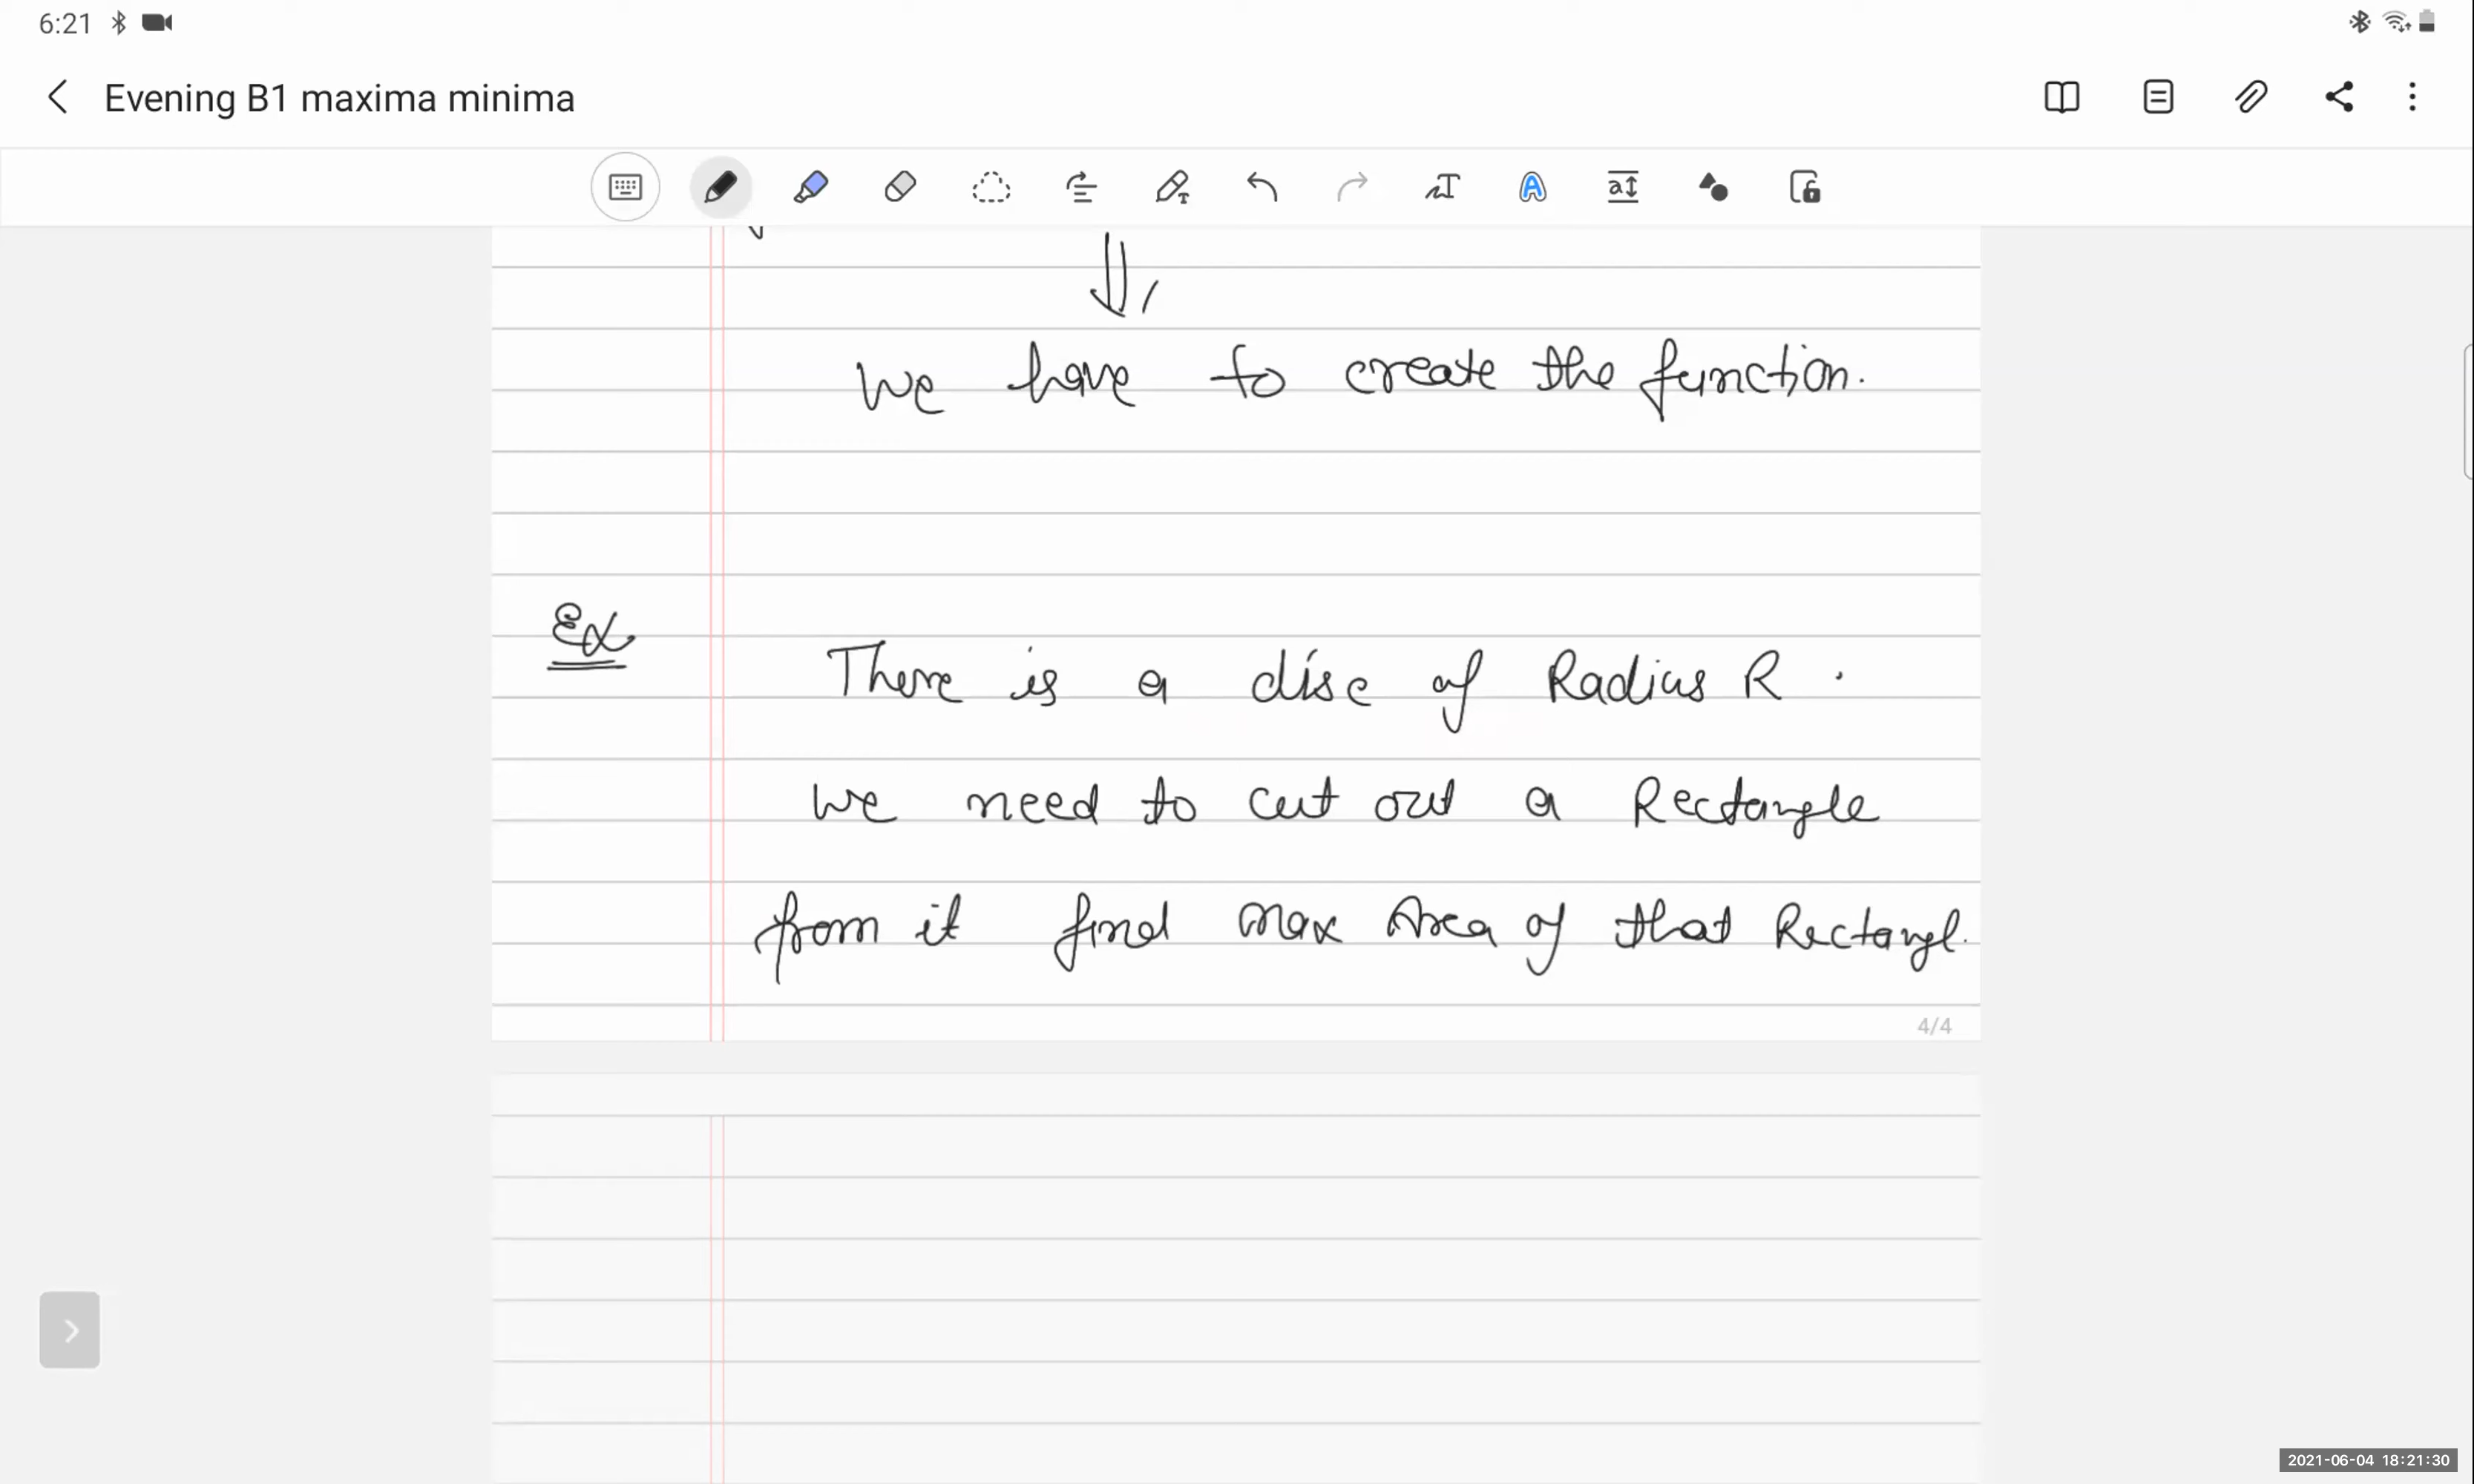 6:21
Evening B1 maxima minima
We have to create the function.
Ex
There is a disc of Radius R.
we need to cut out a Rectangle
from it find max Area of that Rectangl.
4/4
2021-06-04 18:21:30